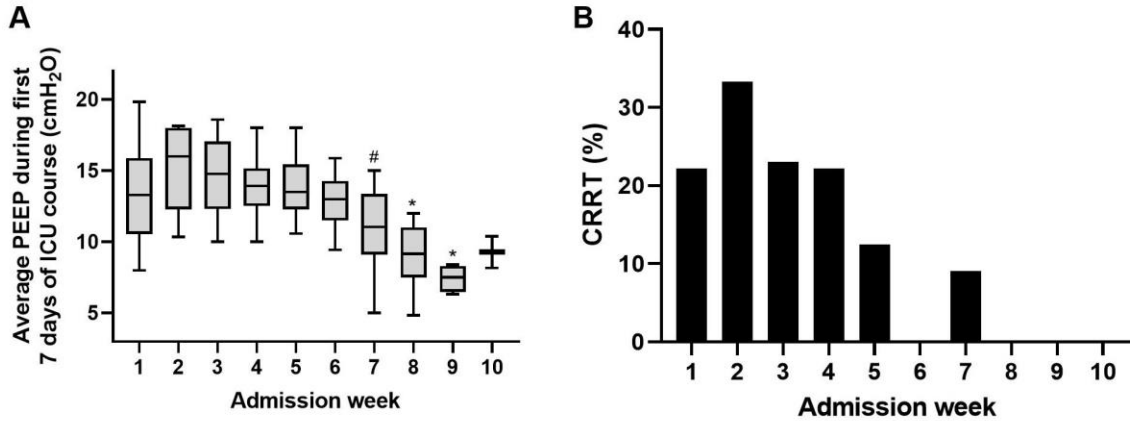 A
Average PEEP during first
7 days of ICU course (cmH₂O)
20
15
10
5
#
*
*
1 2 3 4 5 6 7 8 9 10
Admission week
B
CRRT (%)
40
30
20
10
0
1 2 3 4 5 6 7 8 9 10
Admission week